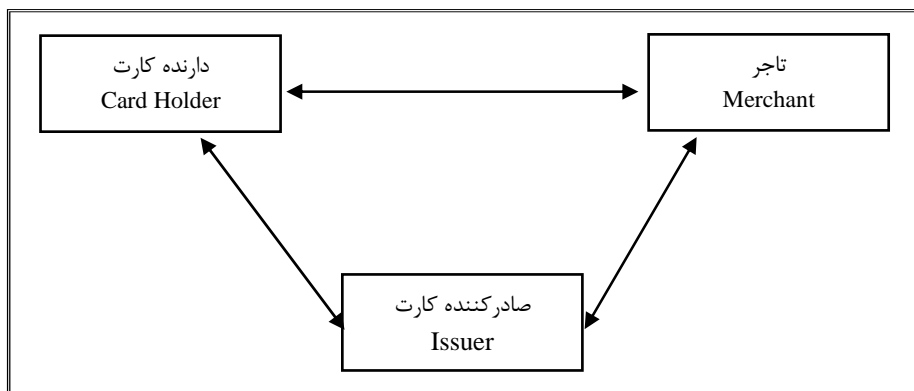 دارنده کارت
Card Holder
تاجر
Merchant
صادرکننده کارت
Issuer